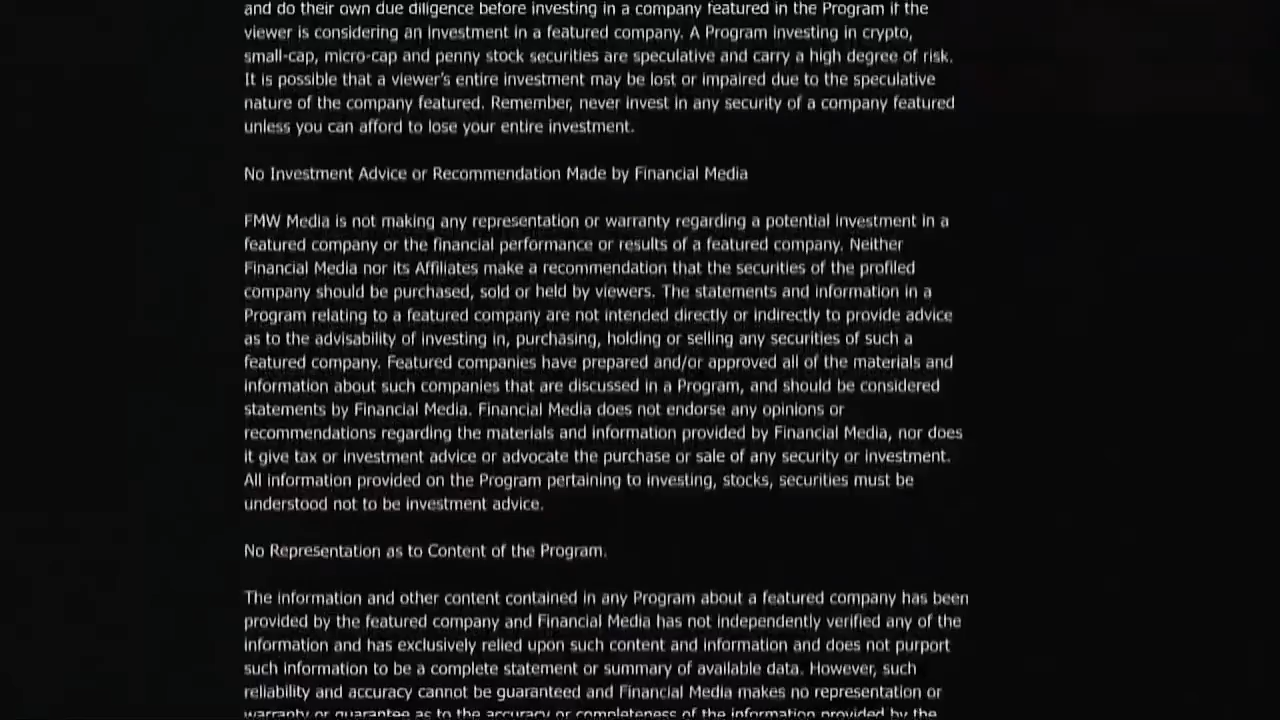 and do their own due diligence before investing in a company featured in the Program if the
viewer is considering an investment in a featured company. A Program investing in crypto,
small-cap, micro-cap and penny stock securities are speculative and carry a high degree of risk.
It is possible that a viewer's entire investment may be lost or impaired due to the speculative
nature of the company featured. Remember, never invest in any security of a company featured
unless you can afford to lose your entire investment.
No Investment Advice or Recommendation Made by Financial Media
FMW Media is not making any representation or warranty regarding a potential investment in a
featured company or the financial performance or results of a featured company. Neither
Financial Media nor its Affiliates make a recommendation that the securities of the profiled
company should be purchased, sold or held by viewers. The statements and information in a
Program relating to a featured company are not intended directly or indirectly to provide advice
as to the advisability of investing in, purchasing, holding or selling any securities of such a
featured company. Featured companies have prepared and/or approved all of the materials and
information about such companies that are discussed in a Program, and should be considered
statements by Financial Media. Financial Media does not endorse any opinions or
recommendations regarding the materials and information provided by Financial Media, nor does
it give tax or investment advice or advocate the purchase or sale of any security or investment.
All information provided on the Program pertaining to investing, stocks, securities must be
understood not to be investment advice.
No Representation as to Content of the Program.
The information and other content contained in any Program about a featured company has been
provided by the featured company and Financial Media has not independently verified any of the
information and has exclusively relied upon such content and information and does not purport
such information to be a complete statement or summary of available data. However, such
reliability and accuracy cannot be guaranteed and Financial Media makes no representation or
warranty or guarantee as to the accuracy or completeness of the information provided by the